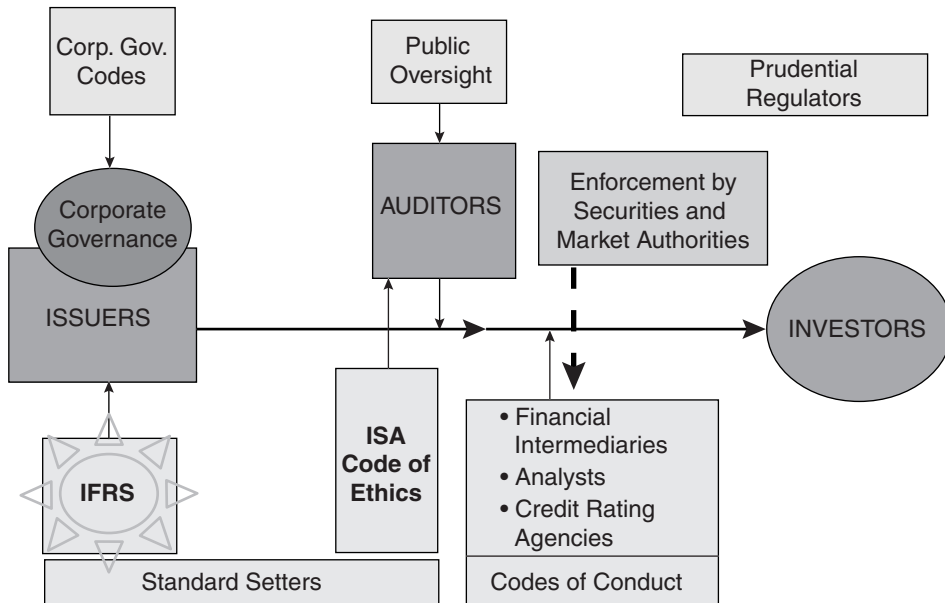 Corp. Gov.
Codes
Public
Oversight
Prudential
Regulators
Corporate
Governance
AUDITORS
Enforcement by
Securities and
Market Authorities
ISSUERS
INVESTORS
IFRS
ISA
Code of
Ethics
• Financial
Intermediaries
• Analysts
• Credit Rating
Agencies
Standard Setters
Codes of Conduct